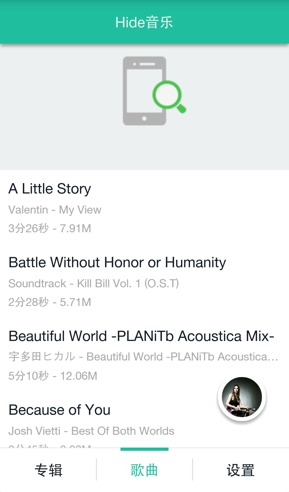 Hide音乐
A Little Story
Valentin - My View
3分26秒 - 7.91M
Battle Without Honor or Humanity
Soundtrack - Kill Bill Vol. 1 (O.S.T)
2分28秒 - 5.71M
Beautiful World -PLANiTb Acoustica Mix-
宇多田ヒカル - Beautiful World -PLANiTb Acoustica…
5分10秒 - 12.06M
Because of You
Josh Vietti - Best Of Both Worlds
专辑
歌曲
设置